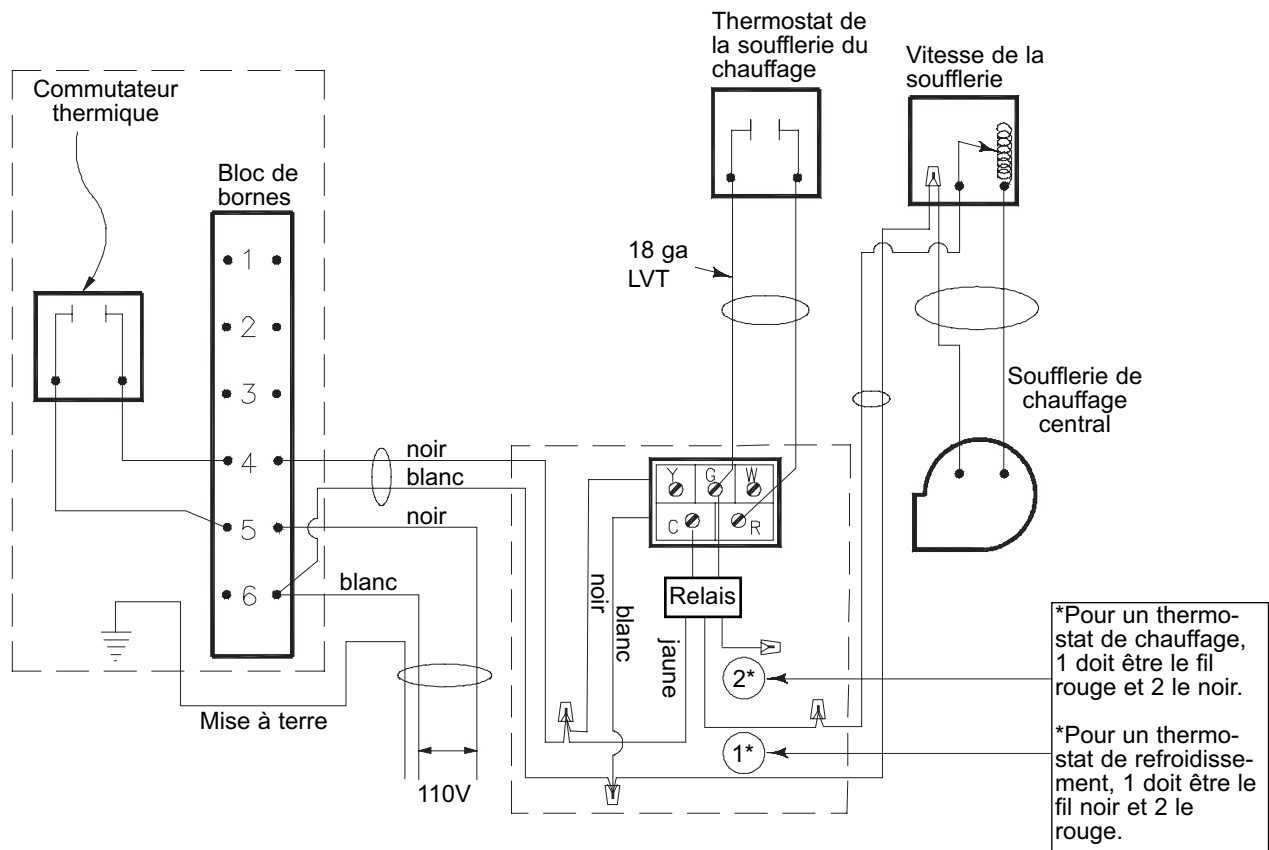 Thermostat de
la soufflerie du
chauffage
Vitesse de la
soufflerie
Commutateur
thermique
Bloc de
bornes
1
2
3
4
5
6
18 ga
LVT
Soufflerie de
chauffage
central
noir
blanc
noir
blanc
Y G W
C R
Relais
noir
blanc
jaune
2*
1*
Mise à terre
110V
*Pour un thermo-
stat de chauffage,
1 doit être le fil
rouge et 2 le noir.
*Pour un thermo-
stat de refroidisse-
ment, 1 doit être le
fil noir et 2 le
rouge.